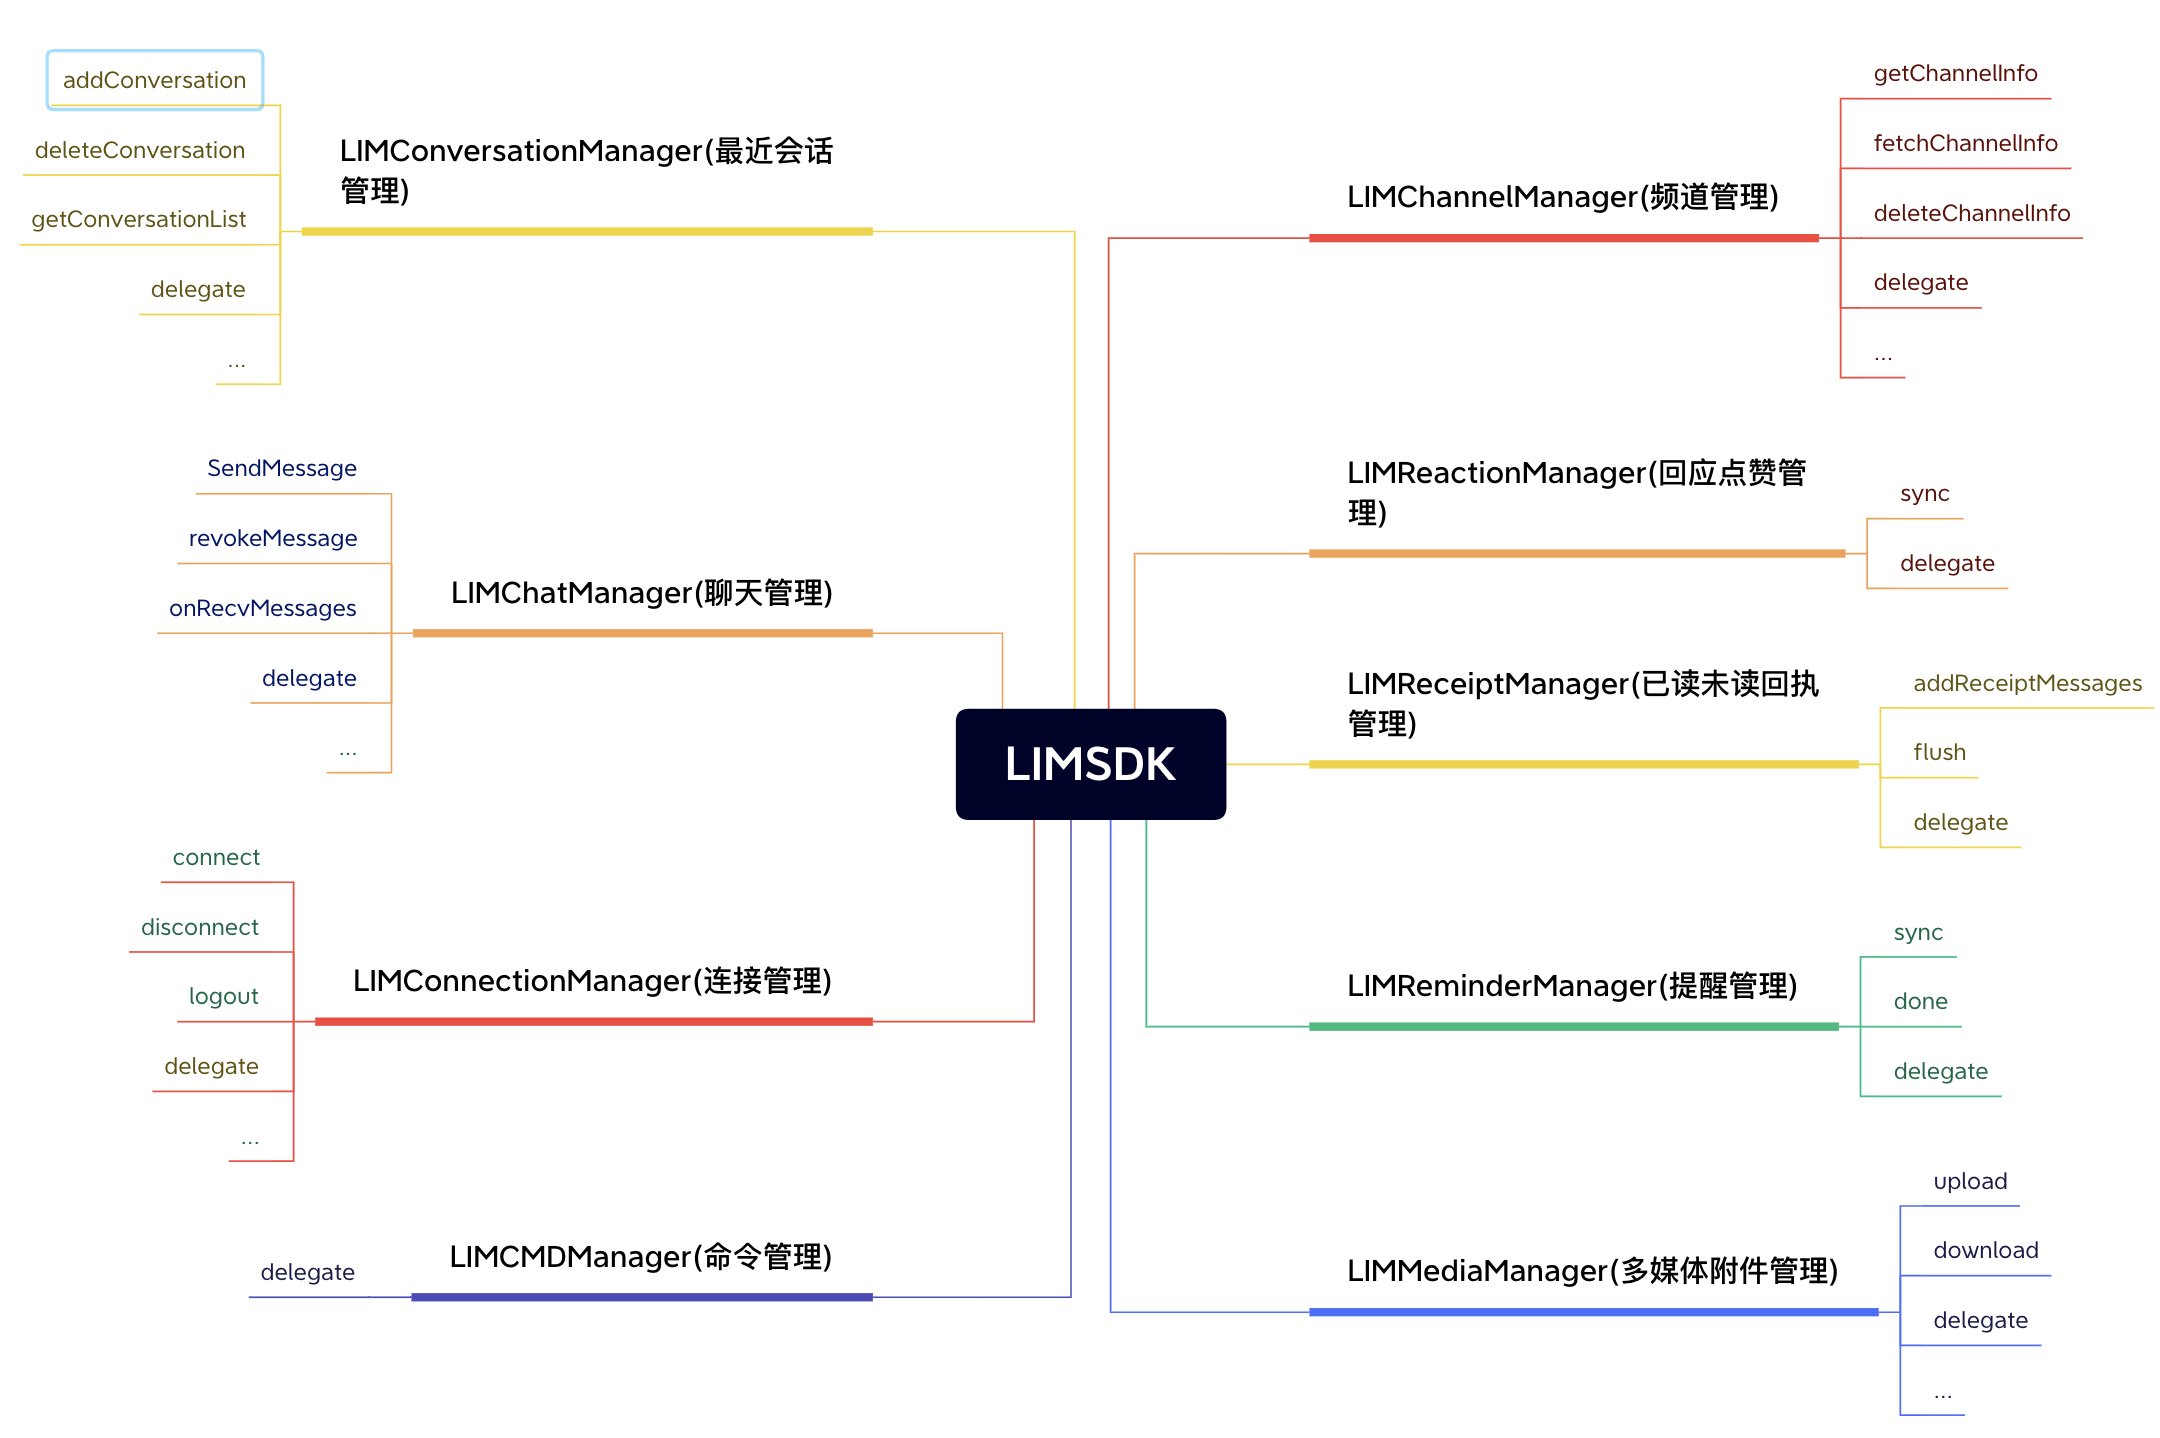 addConversation
deleteConversation
getConversationList
delegate
...
LIMConversationManager(最近会话
管理)
SendMessage
revokeMessage
onRecvMessages
delegate
...
LIMChatManager(聊天管理)
connect
disconnect
logout
delegate
...
LIMConnectionManager(连接管理)
delegate
LIMCMDManager(命令管理)
LIMSDK
LIMChannelManager(频道管理)
getChannelInfo
fetchChannelInfo
deleteChannelInfo
delegate
...
LIMReactionManager(回应点赞管
理)
sync
delegate
LIMReceiptManager(已读未读回执
管理)
addReceiptMessages
flush
delegate
LIMReminderManager(提醒管理)
sync
done
delegate
LIMMediaManager(多媒体附件管理)
upload
download
delegate
...